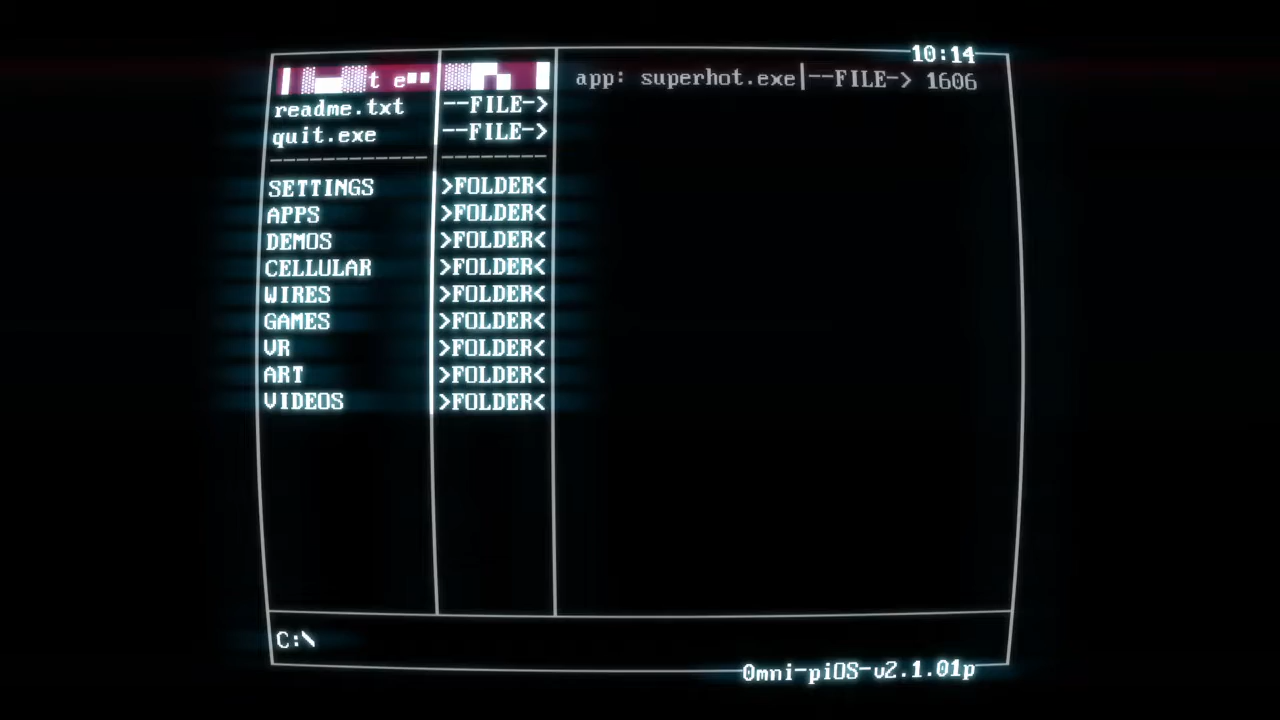 10:14
app: superhot.exe|--FILE-> 1606
readme.txt --FILE->
quit.exe --FILE->
SETTINGS >FOLDER<
APPS >FOLDER<
DEMOS >FOLDER<
CELLULAR >FOLDER<
WIRES >FOLDER<
GAMES >FOLDER<
VR >FOLDER<
ART >FOLDER<
VIDEOS >FOLDER<
C:\
Omni-piOS-v2.1.01p